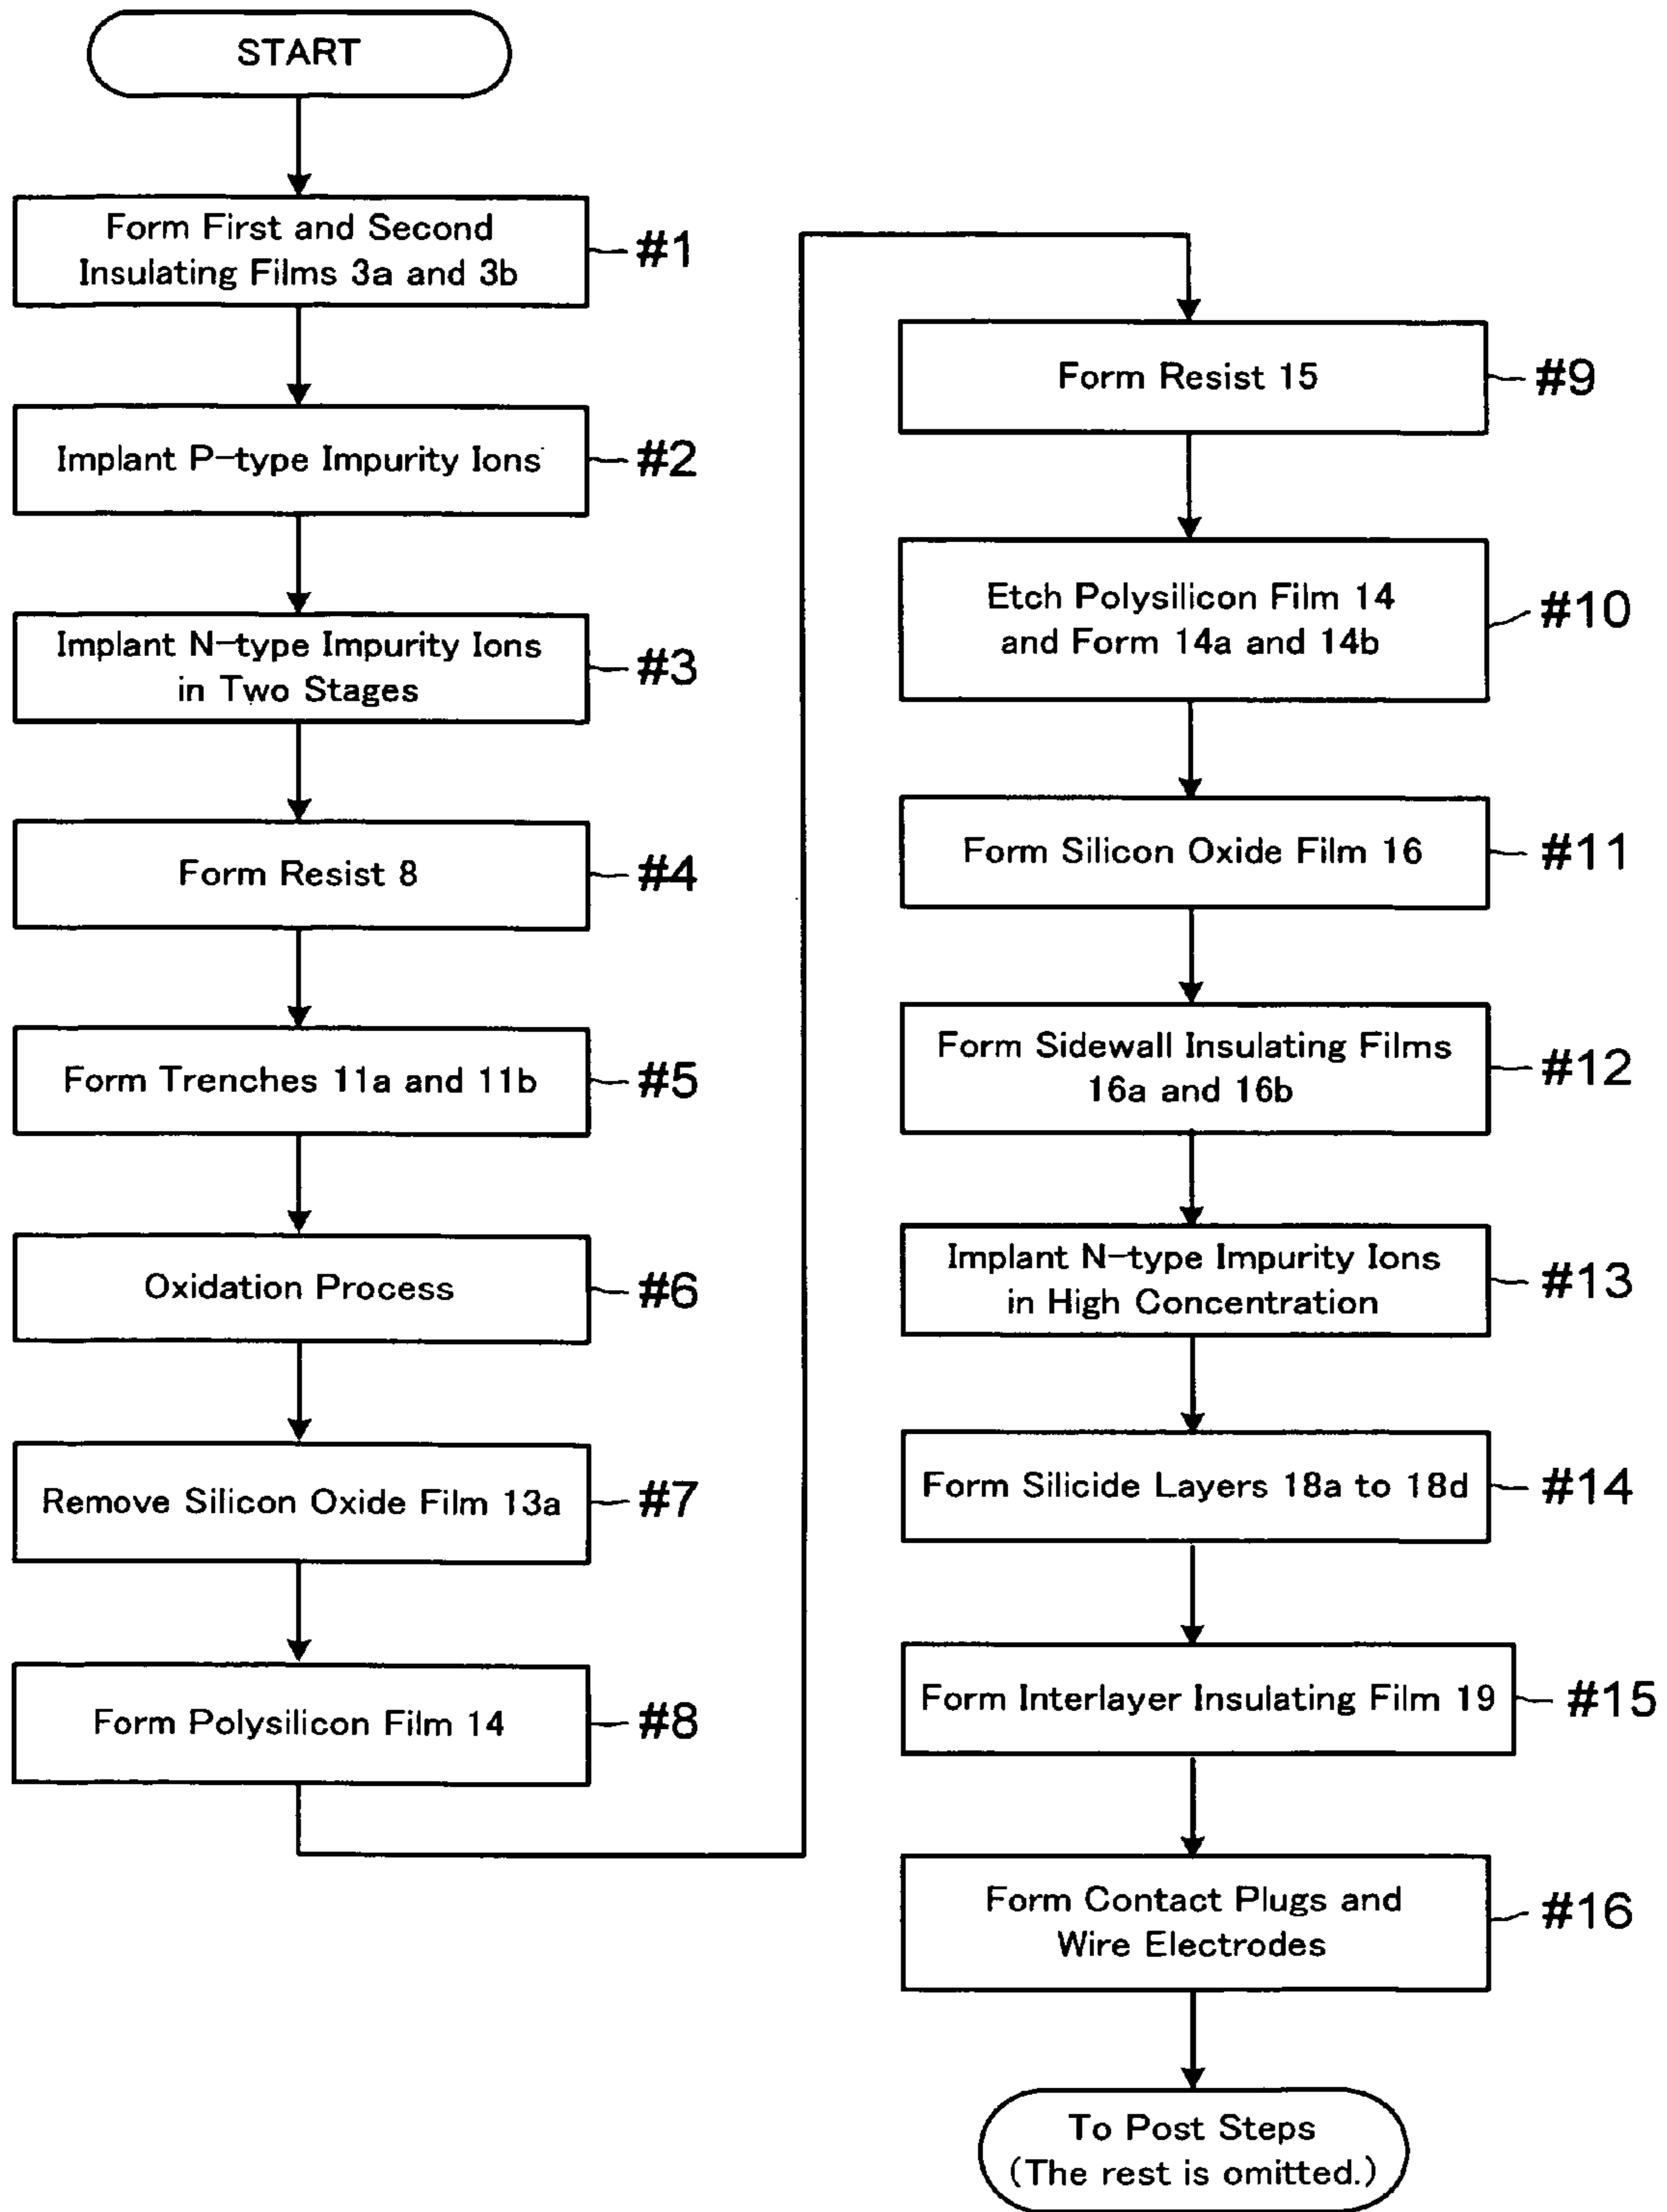 START
Form First and Second
Insulating Films 3a and 3b
#1
Implant P-type Impurity Ions
#2
Implant N-type Impurity Ions
in Two Stages
#3
Form Resist 8
#4
Form Trenches 11a and 11b
#5
Oxidation Process
#6
Remove Silicon Oxide Film 13a
#7
Form Polysilicon Film 14
#8
Form Resist 15
#9
Etch Polysilicon Film 14
and Form 14a and 14b
#10
Form Silicon Oxide Film 16
#11
Form Sidewall Insulating Films
16a and 16b
#12
Implant N-type Impurity Ions
in High Concentration
#13
Form Silicide Layers 18a to 18d
#14
Form Interlayer Insulating Film 19
#15
Form Contact Plugs and
Wire Electrodes
#16
To Post Steps
(The rest is omitted.)